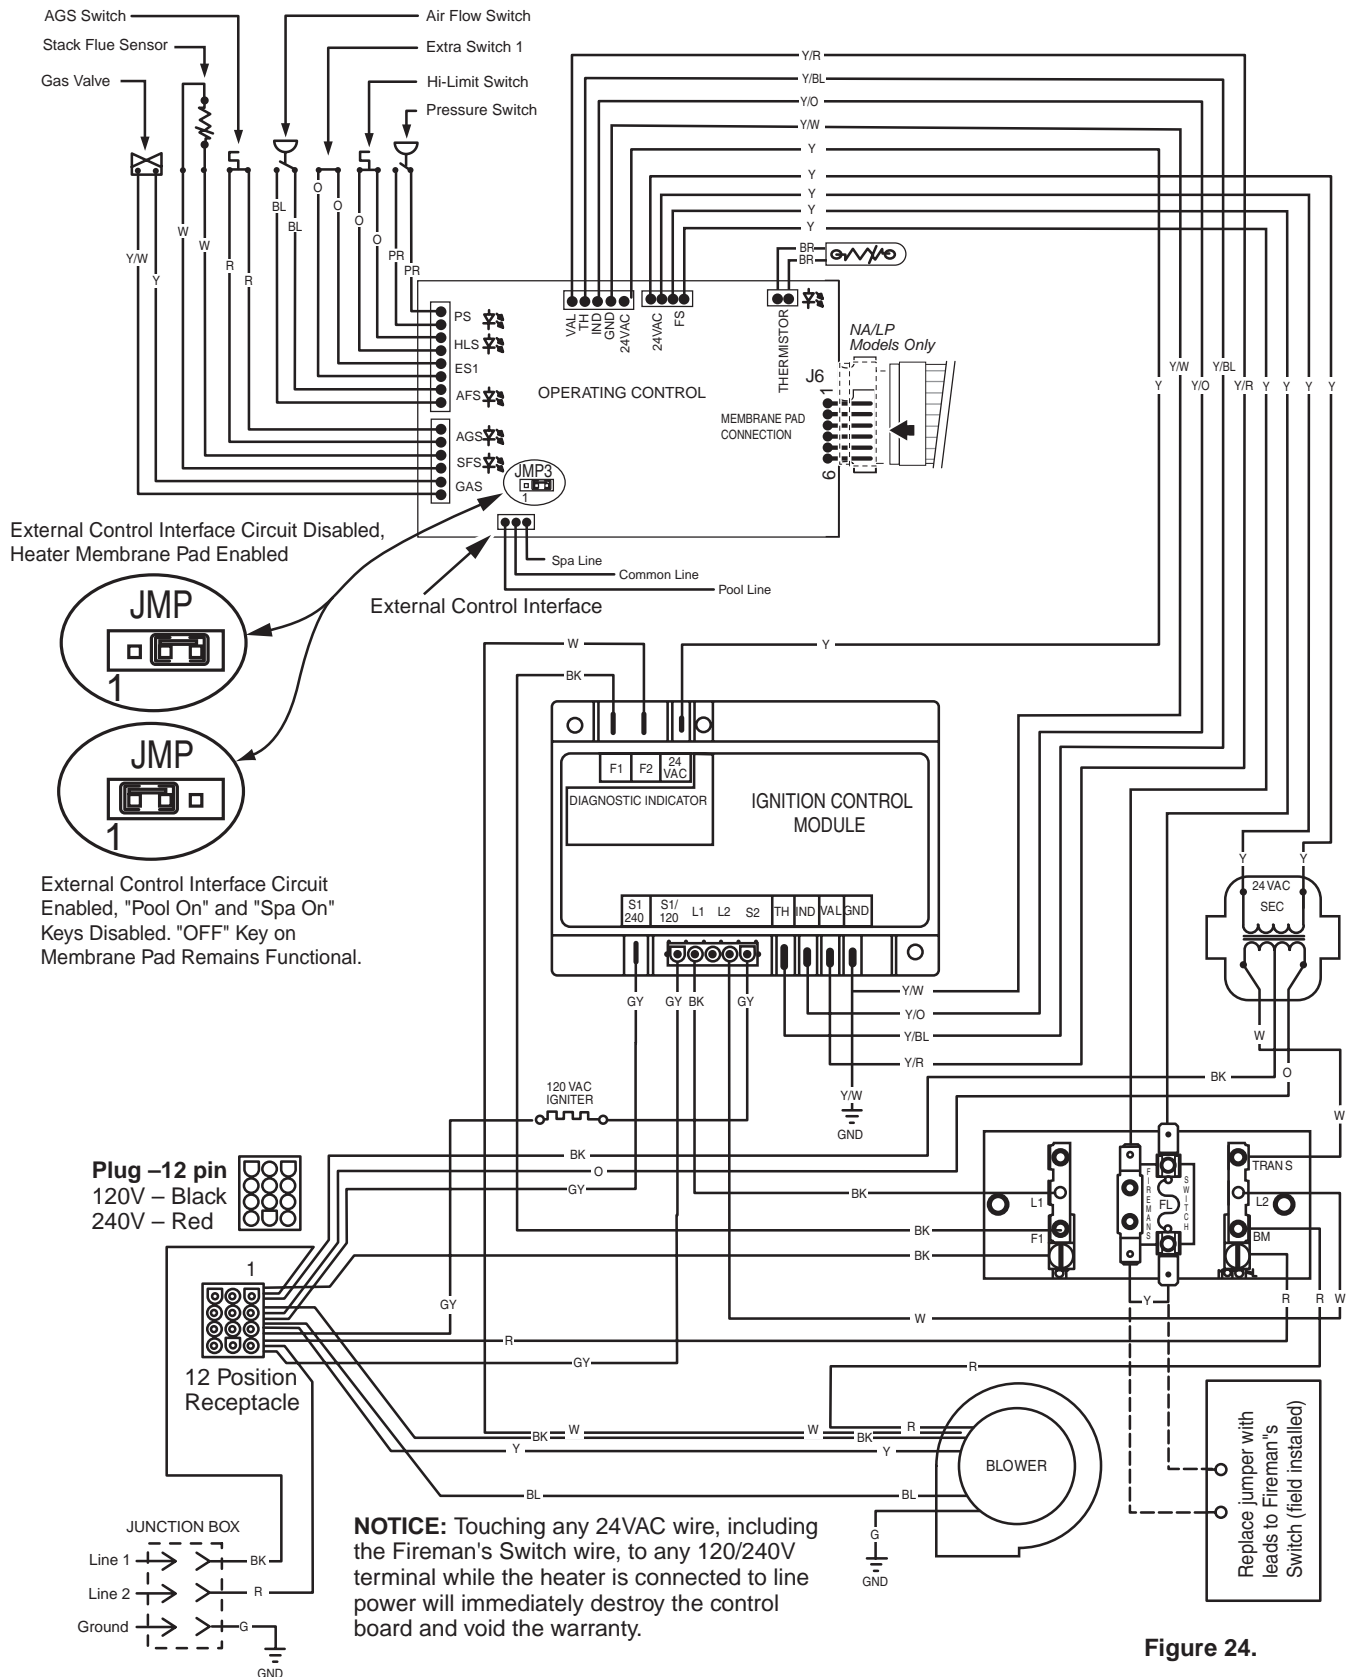 AGS Switch
Stack Flue Sensor
Gas Valve
Air Flow Switch
Extra Switch 1
Hi-Limit Switch
Pressure Switch
Y/R
Y/BL
Y/O
Y/W
Y
Y
Y
Y
Y
O
O
BL
BL
O
O
W
W
Y/W
Y
R
R
PR
PR
BR
BR
VAL
TH
IND
GND
24VAC
24VAC
FS
THERMISTOR
PS
HLS
ES1
AFS
AGS
SFS
GAS
OPERATING CONTROL
NA/LP
Models Only
J6
1
6
MEMBRANE PAD
CONNECTION
JMP3
1
Y
Y/W
Y/O
Y/BL
Y/R
Y
Y
Y
Y
External Control Interface Circuit Disabled,
Heater Membrane Pad Enabled
Spa Line
Common Line
Pool Line
External Control Interface
JMP
1
JMP
1
External Control Interface Circuit
Enabled, "Pool On" and "Spa On"
Keys Disabled. "OFF" Key on
Membrane Pad Remains Functional.
W
BK
Y
F1
F2
24
VAC
DIAGNOSTIC INDICATOR
IGNITION CONTROL
MODULE
S1
240
S1/
120
L1
L2
S2
TH
IND
VAL
GND
GY
GY
BK
GY
Y/W
Y/O
Y/BL
Y/R
Y/W
GND
Y
Y
24 VAC
SEC
W
O
BK
W
120 VAC
IGNITER
Plug –12 pin
120V – Black
240V – Red
BK
O
GY
BK
BK
BK
L1
F1
FIREMANS
SWITCH
FL
TRANS
L2
BM
1
12 Position
Receptacle
GY
R
GY
Y
W
R
R
W
R
W
BK
Y
BL
W
R
BK
Y
BL
BLOWER
G
GND
Replace jumper with
leads to Fireman"s
Switch (field installed)
JUNCTION BOX
Line 1
Line 2
Ground
BK
R
G
GND
NOTICE: Touching any 24VAC wire, including
the Fireman's Switch wire, to any 120/240V
terminal while the heater is connected to line
power will immediately destroy the control
board and void the warranty.
Figure 24.